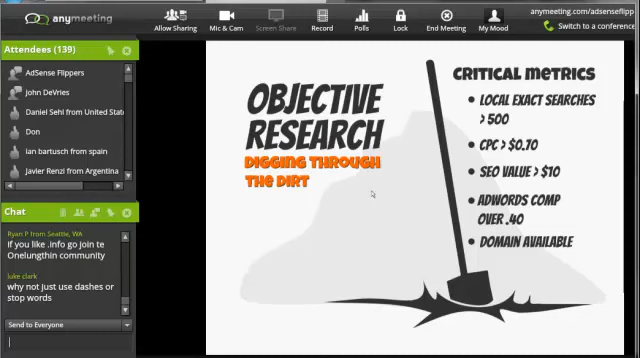 anymeeting
Allow Sharing
Mic & Cam
Screen Share
Record
Polls
Lock
End Meeting
My Mood
anymeeting.com/adsenseflipp
Switch to a conference
Attendees (139)
AdSense Flippers
John DeVries
Daniel Sehl from United Stat
Don
ian bartusch from spain
Javier Renzi from Argentina
Chat
Ryan P from Seattle, WA
if you like .info go join te
Onelungthin community
luke clark
why not just use dashes or
stop words
Send to Everyone
OBJECTIVE
RESEARCH
DIGGING THROUGH
THE DIRT
CRITICAL METRICS
• LOCAL EXACT SEARCHES
> 500
• CPC > $0.70
• SEO VALUE > $10
• ADWORDS COMP
OVER .40
• DOMAIN AVAILABLE